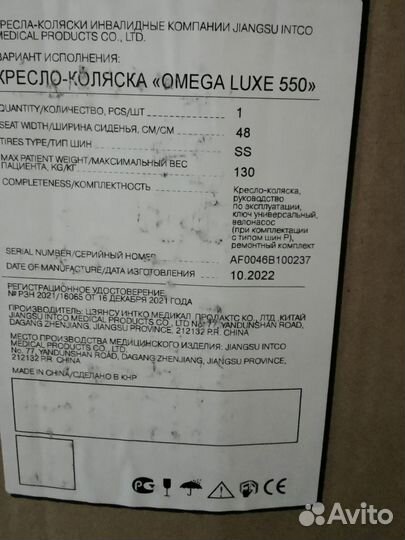 КРЕСЛА-КОЛЯСКИ ИНВАЛИДНЫЕ КОМПАНИИ JIANGSU INTCO
MEDICAL PRODUCTS CO., LTD.
ВАРИАНТ ИСПОЛНЕНИЯ:
КРЕСЛО-КОЛЯСКА «OMEGA LUXE 550»
QUANTITY/КОЛИЧЕСТВО, PCS/ШТ 1
SEAT WIDTH/ШИРИНА СИДЕНЬЯ, CM/СМ 48
TIRES TYPE/ТИП ШИН SS
MAX PATIENT WEIGHT/МАКСИМАЛЬНЫЙ ВЕС
ПАЦИЕНТА, KG/КГ 130
COMPLETENESS/КОМПЛЕКТНОСТЬ Кресло-коляска,
руководство
по эксплуатации,
ключ универсальный,
велонасос
(при комплектации
с типом шин P),
ремонтный комплект
SERIAL NUMBER/СЕРИЙНЫЙ НОМЕР AF0046B100237
DATE OF MANUFACTURE/ДАТА ИЗГОТОВЛЕНИЯ 10.2022
РЕГИСТРАЦИОННОЕ УДОСТОВЕРЕНИЕ
№ РЗН 2021/16065 ОТ 16 ДЕКАБРЯ 2021 ГОДА
ПРОИЗВОДИТЕЛЬ: ЦЗЯНСУ ИНТКО МЕДИКАЛ ПРОДАКТС КО., ЛТД, КИТАЙ
JIANGSU INTCO MEDICAL PRODUCTS CO., LTD, No. 77, YANDUNSHAN ROAD,
DAGANG ZHENJIANG, JIANGSU PROVINCE, 212132 P.R. CHINA
МЕСТО ПРОИЗВОДСТВА МЕДИЦИНСКОГО ИЗДЕЛИЯ: JIANGSU INTCO
MEDICAL PRODUCTS CO., LTD.
No. 77, YANDUNSHAN ROAD, DAGANG ZHENJIANG, JIANGSU PROVINCE,
212132 P.R. CHINA
MADE IN CHINA/СДЕЛАНО В КНР
Avito